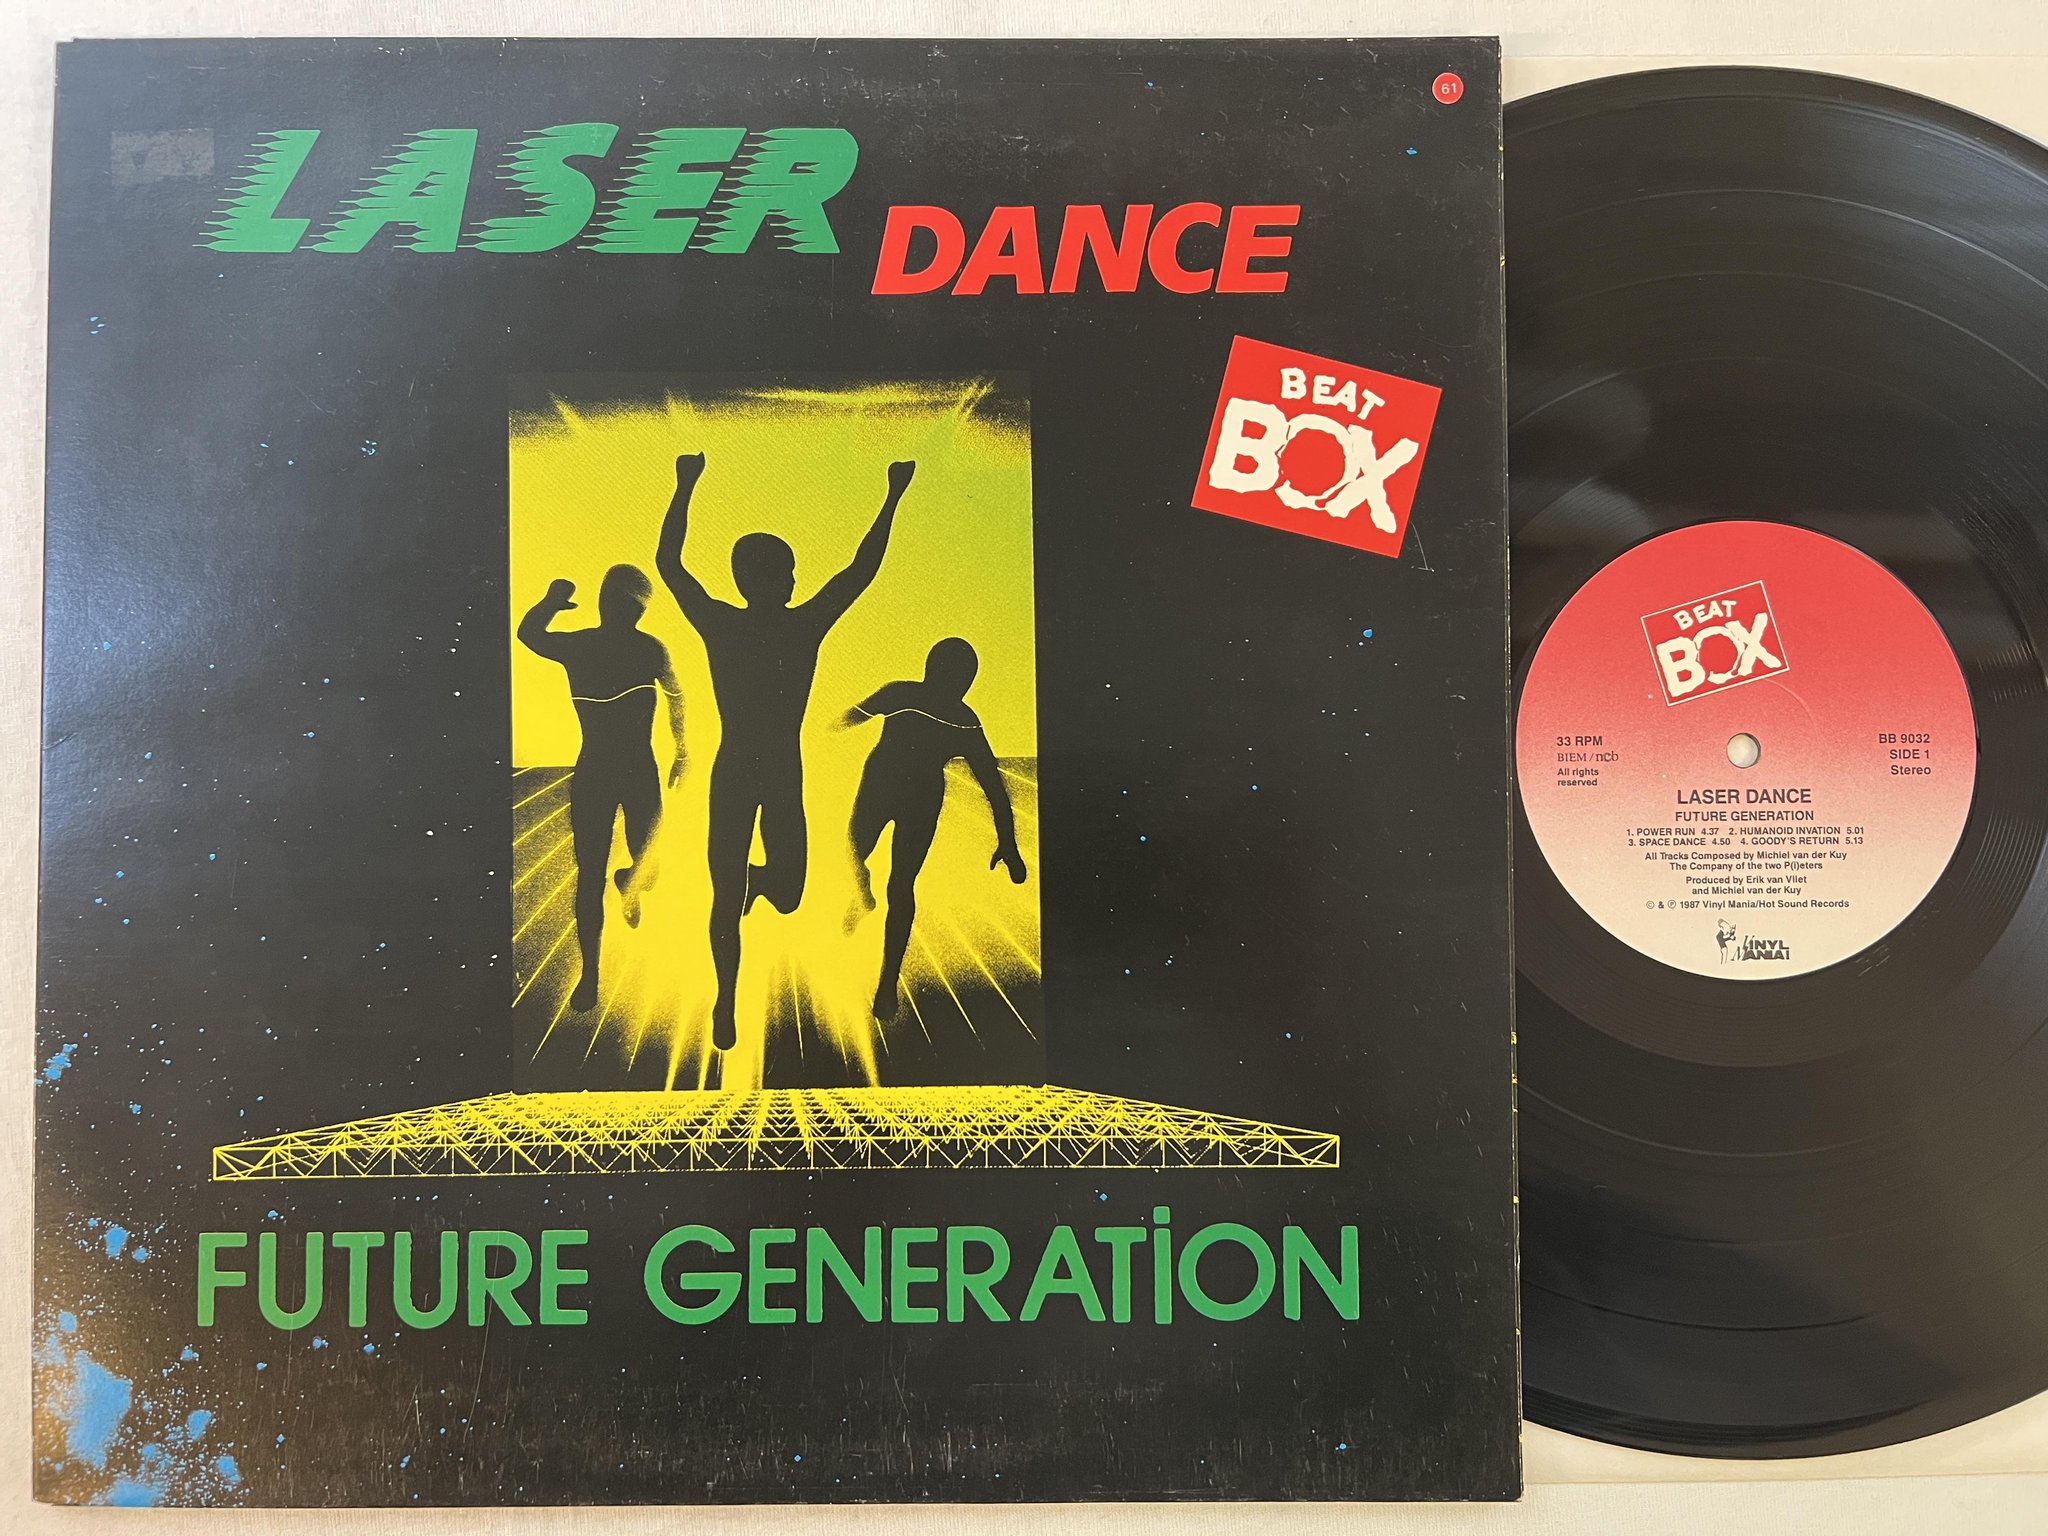 61
LASER
DANCE
BEAT
BOX
FUTURE GENERATiON
BEAT
BOX
33 RPM
BIEM/ncb
All rights
reserved
BB 9032
SIDE 1
Stereo
LASER DANCE
FUTURE GENERATION
1. POWER RUN 4.37 2. HUMANOID INVATION 5.01
3. SPACE DANCE 4.50 4. GOODY'S RETURN 5.13
All Tracks Composed by Michiel van der Kuy
The Company of the two P(i)eters
Produced by Erik van Vliet
and Michiel van der Kuy
© & ℗ 1987 Vinyl Mania/Hot Sound Records
VINYL
MANIA!